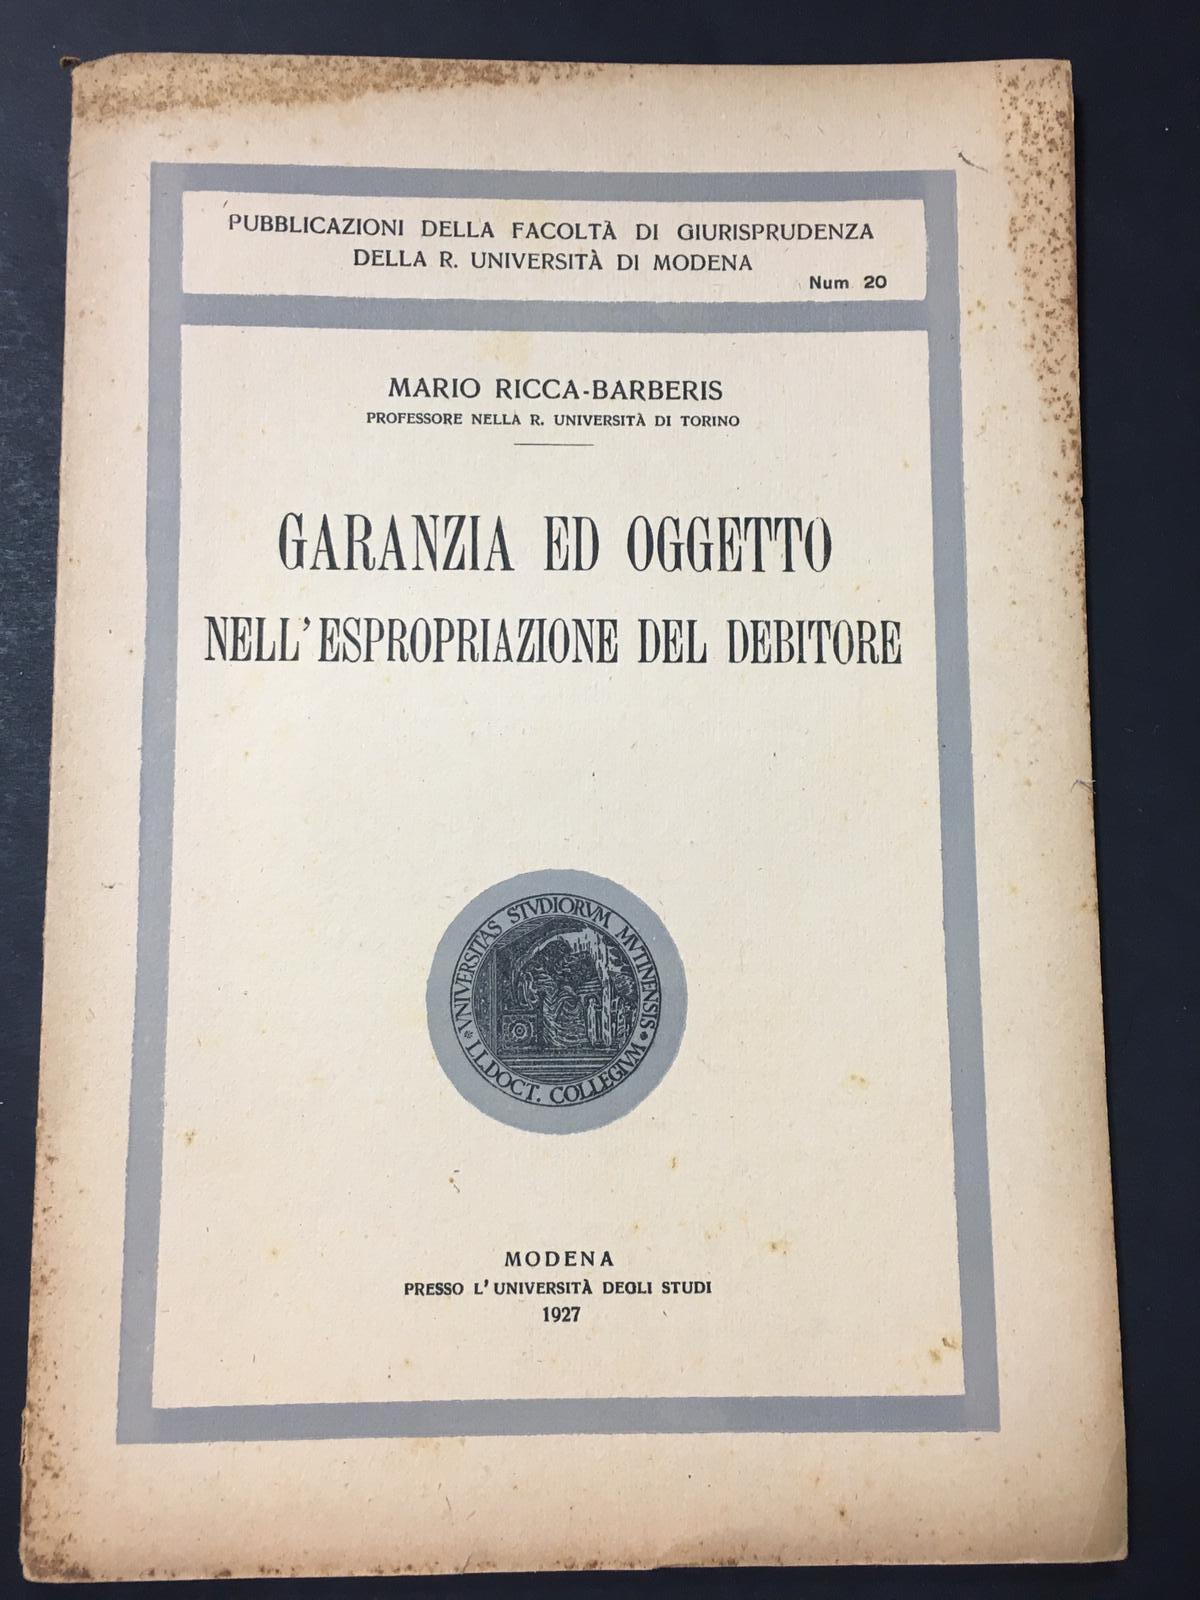 PUBBLICAZIONI DELLA FACOLTÀ DI GIURISPRUDENZA
DELLA R. UNIVERSITÀ DI MODENA
Num 20
MARIO RICCA-BARBERIS
PROFESSORE NELLA R. UNIVERSITÀ DI TORINO
GARANZIA ED OGGETTO
NELL'ESPROPRIAZIONE DEL DEBITORE
VNIVERSITAS STVDIORVM MVTINENSIS
I.I.DOCT. COLLEGIVM
MODENA
PRESSO L'UNIVERSITÀ DEGLI STUDI
1927